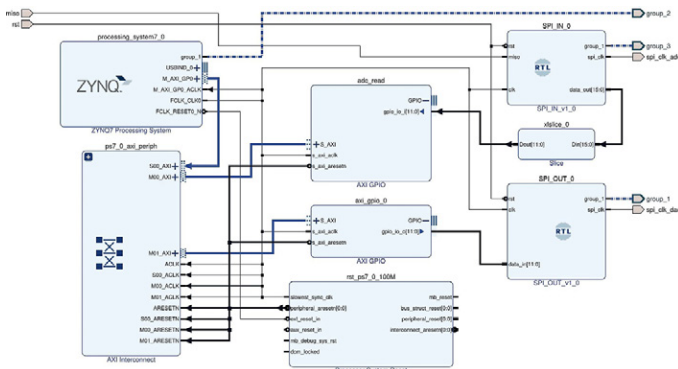 miso
rst
processing_system7_0
group_1
USBIND_0
M_AXI_GP0
M_AXI_GP0_ACLK
FCLK_CLK0
FCLK_RESET0_N
ZYNQ
ZYNQ7 Processing System
ps7_0_axi_periph
S00_AXI
M00_AXI
M01_AXI
ACLK
S00_ACLK
M00_ACLK
M01_ACLK
ARESETN
S00_ARESETN
M00_ARESETN
M01_ARESETN
AXI Interconnect
adc_read
GPIO
gpio_io_i[11:0]
S_AXI
s_axi_aclk
s_axi_aresetn
AXI GPIO
axi_gpio_0
GPIO
gpio_io_o[11:0]
S_AXI
s_axi_aclk
s_axi_aresetn
AXI GPIO
rst_ps7_0_100M
slowest_sync_clk
peripheral_aresetn[0:0]
ext_reset_in
aux_reset_in
mb_debug_sys_rst
dcm_locked
mb_reset
bus_struct_reset[0:0]
peripheral_reset[0:0]
interconnect_aresetn[0:0]
SPI_IN_0
rst
miso
clk
group_1
spi_clk
data_out[15:0]
RTL
SPI_IN_v1_0
xlslice_0
Dout[11:0]
Din[15:0]
Slice
SPI_OUT_0
rst
clk
data_in[11:0]
group_1
spi_clk
RTL
SPI_OUT_v1_0
group_2
group_3
spi_clk_adc
group_1